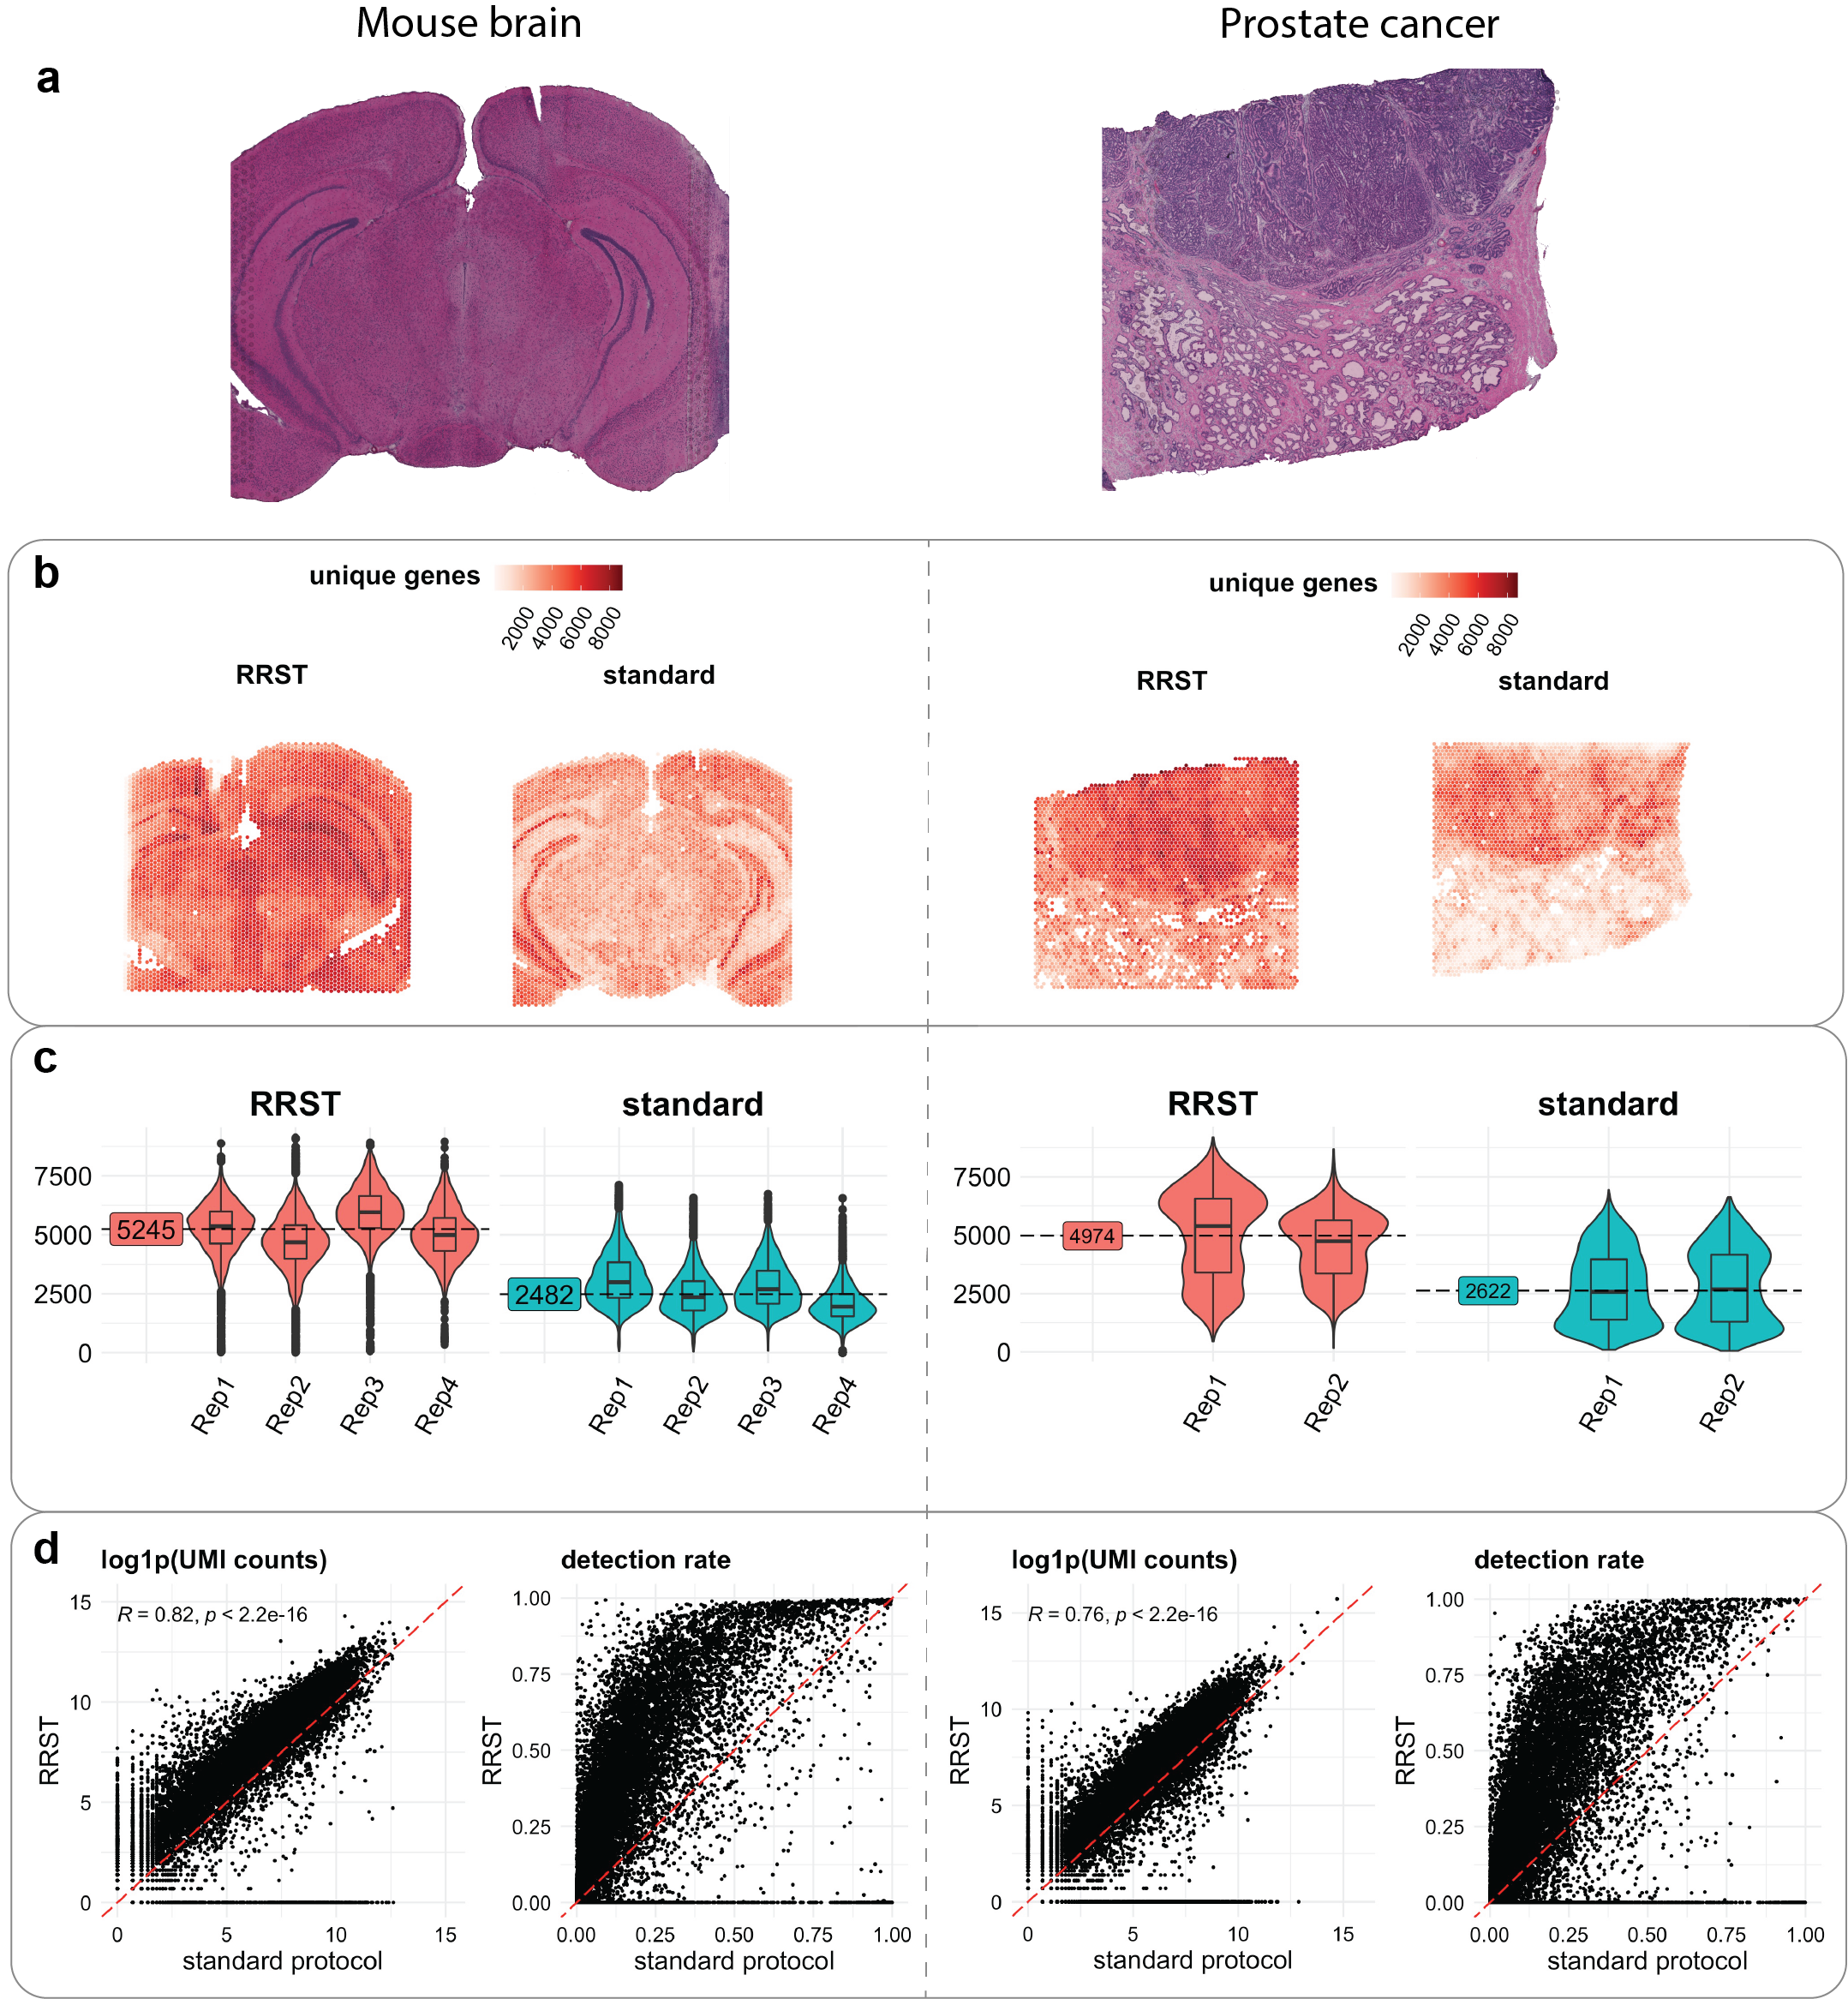 Mouse brain
Prostate cancer
a
b
unique genes
2000 4000 6000 8000
RRST
standard
unique genes
2000 4000 6000 8000
RRST
standard
c
RRST
standard
7500
5000
2500
0
5245
2482
Rep1 Rep2 Rep3 Rep4
Rep1 Rep2 Rep3 Rep4
RRST
standard
7500
5000
2500
0
4974
2622
Rep1 Rep2
Rep1 Rep2
d
log1p(UMI counts)
R = 0.82, p < 2.2e-16
15
10
5
0
RRST
0 5 10 15
standard protocol
detection rate
1.00
0.75
0.50
0.25
0.00
RRST
0.00 0.25 0.50 0.75 1.00
standard protocol
log1p(UMI counts)
R = 0.76, p < 2.2e-16
15
10
5
0
RRST
0 5 10 15
standard protocol
detection rate
1.00
0.75
0.50
0.25
0.00
RRST
0.00 0.25 0.50 0.75 1.00
standard protocol